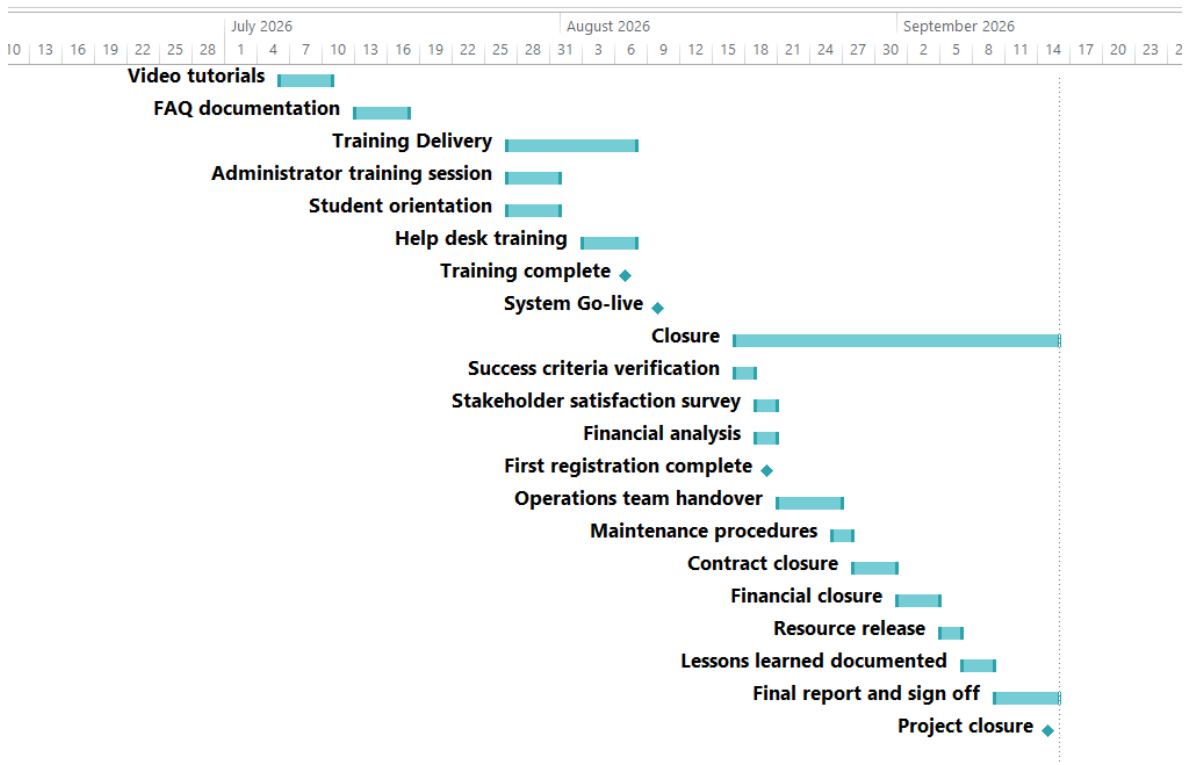 July 2026 August 2026 September 2026
10 13 16 19 22 25 28 1 4 7 10 13 16 19 22 25 28 31 3 6 9 12 15 18 21 24 27 30 2 5 8 11 14 17 20 23 2
Video tutorials
FAQ documentation
Training Delivery
Administrator training session
Student orientation
Help desk training
Training complete
System Go-live
Closure
Success criteria verification
Stakeholder satisfaction survey
Financial analysis
First registration complete
Operations team handover
Maintenance procedures
Contract closure
Financial closure
Resource release
Lessons learned documented
Final report and sign off
Project closure